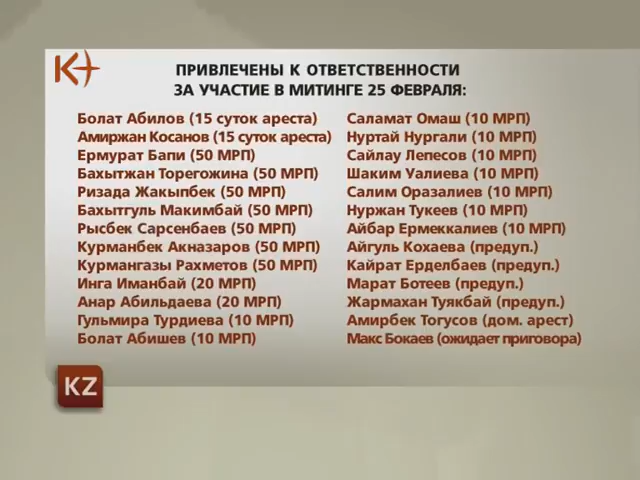 K+
ПРИВЛЕЧЕНЫ К ОТВЕТСТВЕННОСТИ
ЗА УЧАСТИЕ В МИТИНГЕ 25 ФЕВРАЛЯ:
Болат Абилов (15 суток ареста)
Амиржан Косанов (15 суток ареста)
Ермурат Бапи (50 МРП)
Бахытжан Торегожина (50 МРП)
Ризада Жакыпбек (50 МРП)
Бахытгуль Макимбай (50 МРП)
Рысбек Сарсенбаев (50 МРП)
Курманбек Акназаров (50 МРП)
Курмангазы Рахметов (50 МРП)
Инга Иманбай (20 МРП)
Анар Абильдаева (20 МРП)
Гульмира Турдиева (10 МРП)
Болат Абишев (10 МРП)
Саламат Омаш (10 МРП)
Нуртай Нургали (10 МРП)
Сайлау Лепесов (10 МРП)
Шаким Уалиева (10 МРП)
Салим Оразалиев (10 МРП)
Нуржан Тукеев (10 МРП)
Айбар Ермеккалиев (10 МРП)
Айгуль Кохаева (предуп.)
Кайрат Ерделбаев (предуп.)
Марат Ботеев (предуп.)
Жармахан Туякбай (предуп.)
Амирбек Тогусов (дом. арест)
Макс Бокаев (ожидает приговора)
KZ